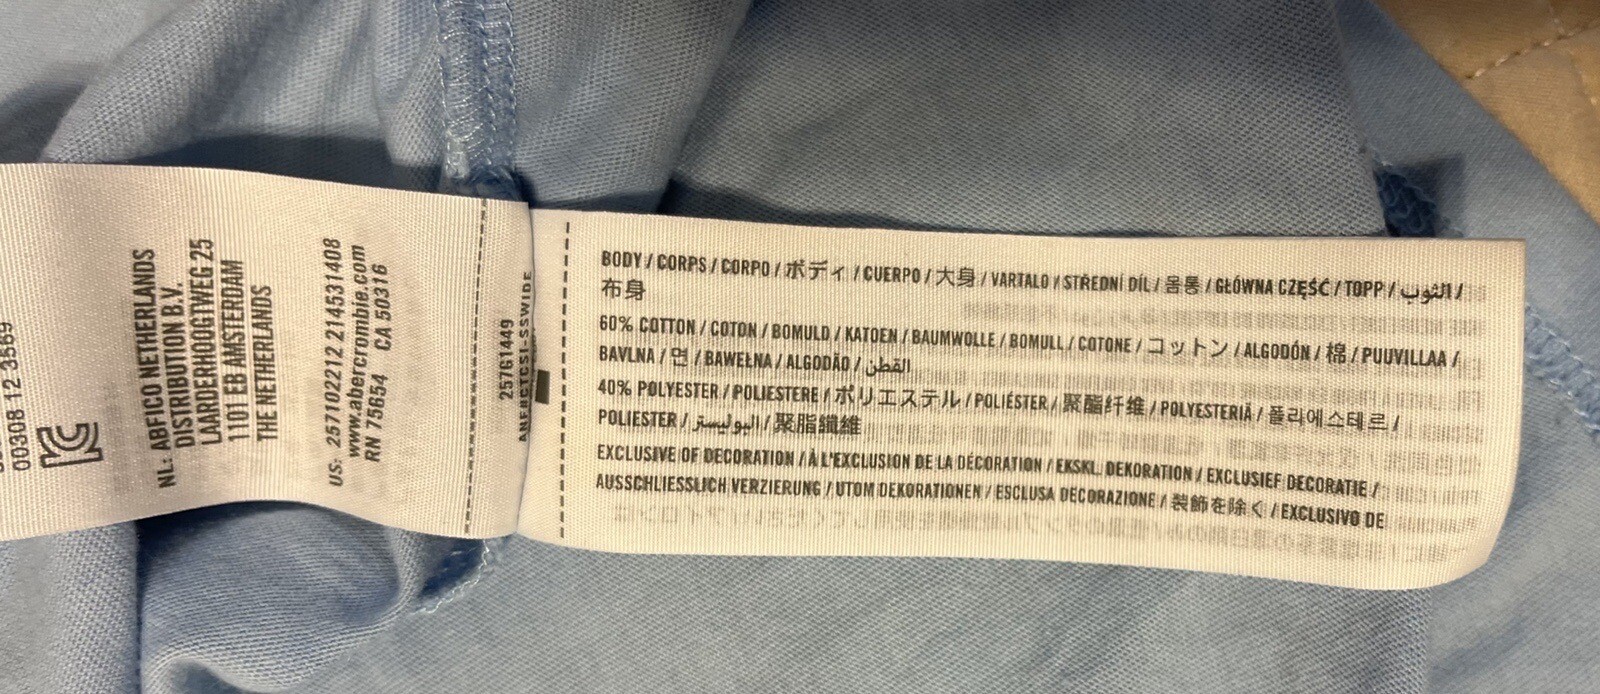 00308 12 3569
NL: ABFICO NETHERLANDS
DISTRIBUTION B.V.
LAARDERHOOGTWEG 25
1101 EB AMSTERDAM
THE NETHERLANDS
US: 257102212 214531408
www.abercrombie.com
RN 75654 CA 50316
257G1449
ANFCTCSI-SSWIDE
BODY / CORPS / CORPO / ボディ / CUERPO / 大身 / VARTALO / STŘEDNÍ DÍL / 몸통 / GŁÓWNA CZĘŚĆ / TOPP / الثوب /
布身
60% COTTON / COTON / BOMULD / KATOEN / BAUMWOLLE / BOMULL / COTONE / コットン / ALGODÓN / 棉 / PUUVILLAA /
BAVLNA / 면 / BAWEŁNA / ALGODÃO / القطن
40% POLYESTER / POLIESTERE / ポリエステル / POLIÉSTER / 聚酯纤维 / POLYESTERIÄ / 폴리에스테르 /
POLIESTER / البوليستر / 聚脂纖維
EXCLUSIVE OF DECORATION / À L'EXCLUSION DE LA DÉCORATION / EKSKL. DEKORATION / EXCLUSIEF DECORATIE /
AUSSCHLIESSLICH VERZIERUNG / UTOM DEKORATIONEN / ESCLUSA DECORAZIONE / 装飾を除く / EXCLUSIVO DE